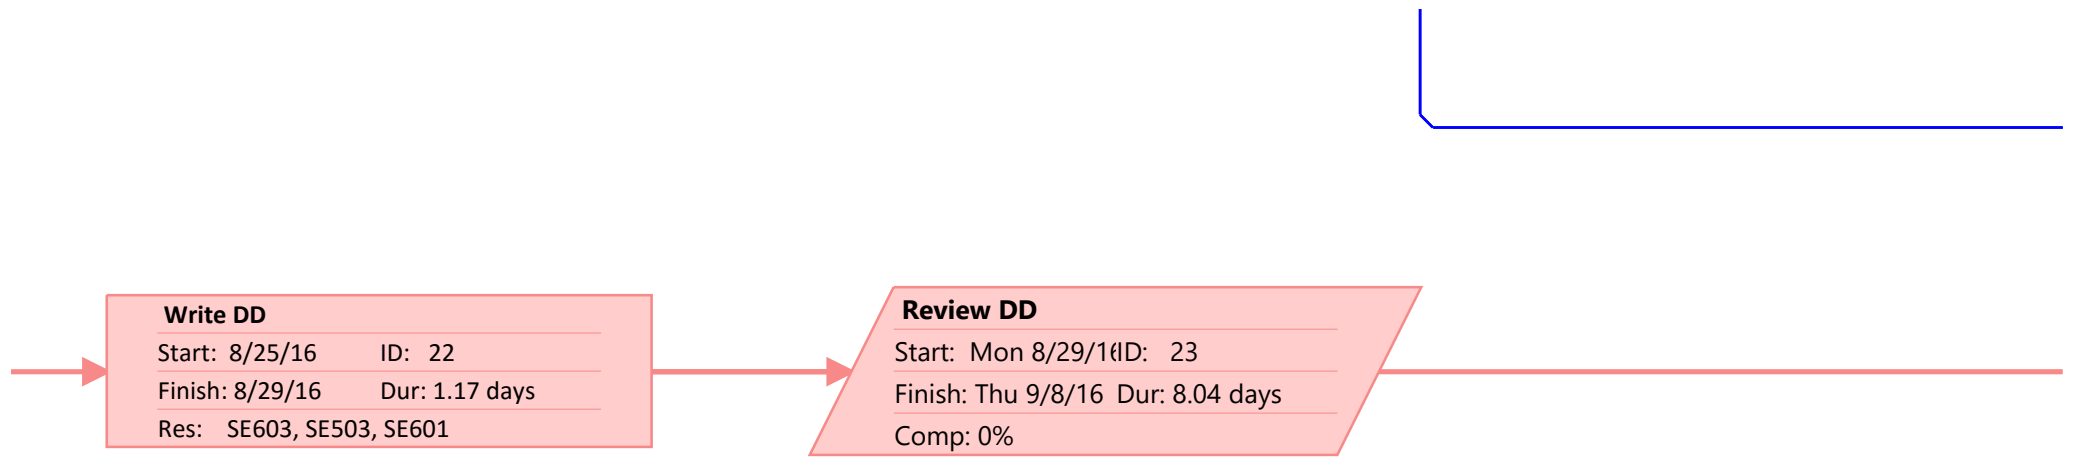 Write DD
Start: 8/25/16 ID: 22
Finish: 8/29/16 Dur: 1.17 days
Res: SE603, SE503, SE601
Review DD
Start: Mon 8/29/16 ID: 23
Finish: Thu 9/8/16 Dur: 8.04 days
Comp: 0%